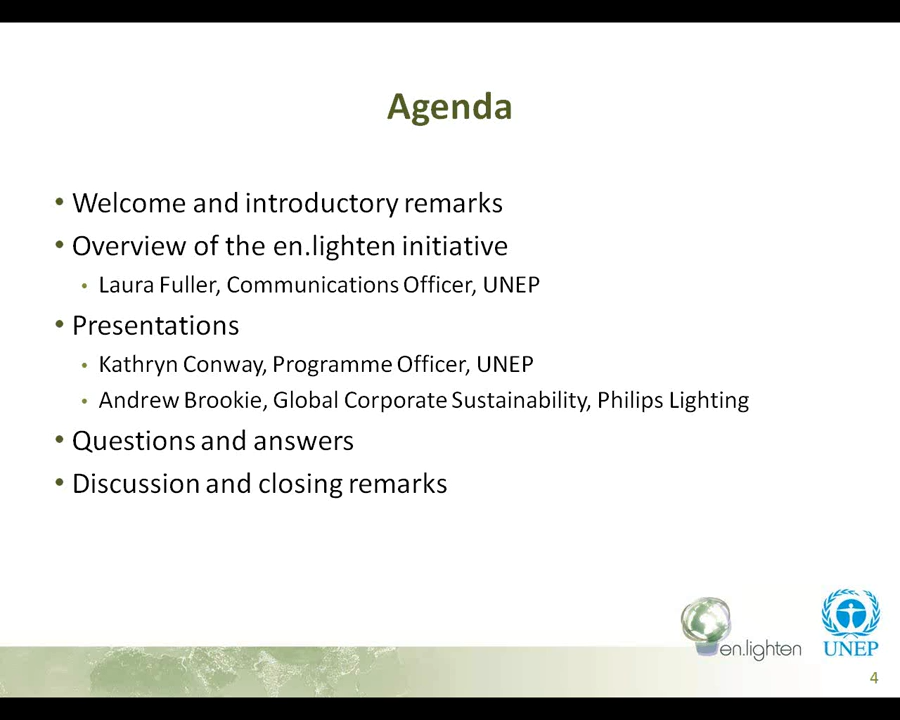 Agenda
• Welcome and introductory remarks
• Overview of the en.lighten initiative
• Laura Fuller, Communications Officer, UNEP
• Presentations
• Kathryn Conway, Programme Officer, UNEP
• Andrew Brookie, Global Corporate Sustainability, Philips Lighting
• Questions and answers
• Discussion and closing remarks
en.lighten
UNEP
4